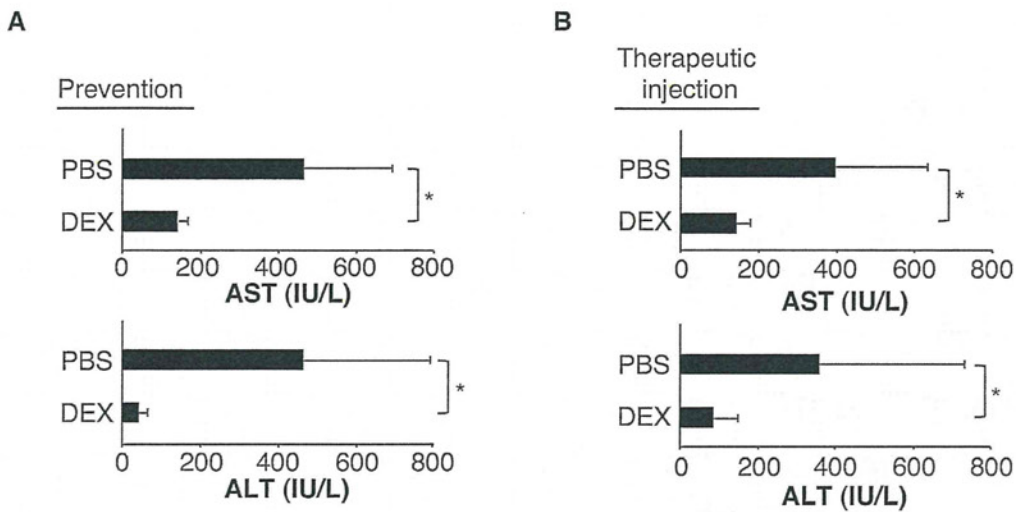 A
Prevention
PBS
*
DEX
0 200 400 600 800
AST (IU/L)
PBS
*
DEX
0 200 400 600 800
ALT (IU/L)
B
Therapeutic
injection
PBS
*
DEX
0 200 400 600 800
AST (IU/L)
PBS
*
DEX
0 200 400 600 800
ALT (IU/L)